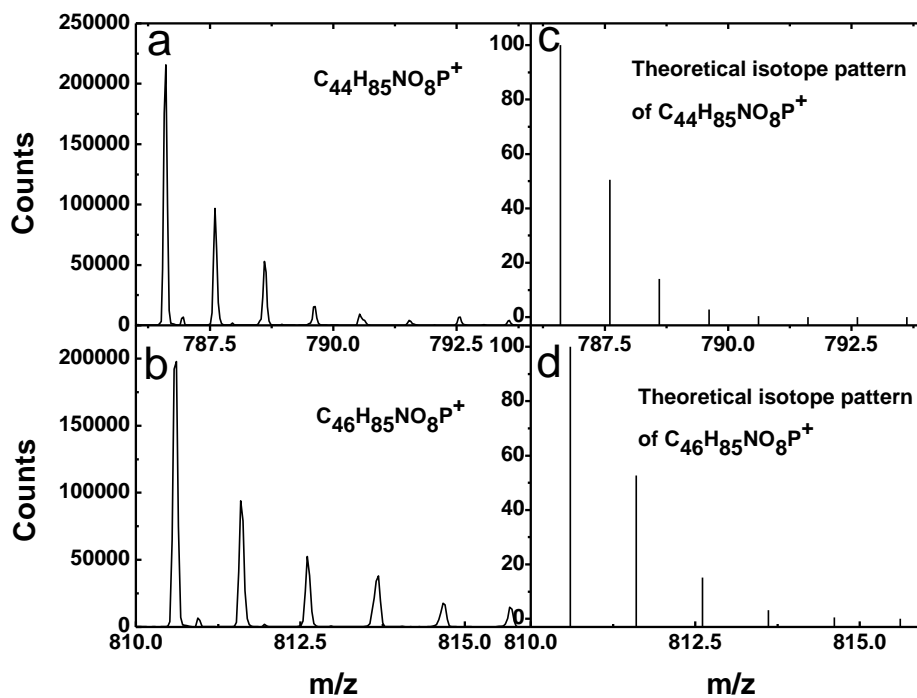 a
C44H85NO8P+
250000
200000
150000
100000
50000
0
787.5 790.0 792.5
Counts
c
Theoretical isotope pattern
of C44H85NO8P+
100
80
60
40
20
0
787.5 790.0 792.5
b
C46H85NO8P+
200000
150000
100000
50000
0
810.0 812.5 815.0
Counts
m/z
d
Theoretical isotope pattern
of C46H85NO8P+
100
80
60
40
20
0
810.0 812.5 815.0
m/z